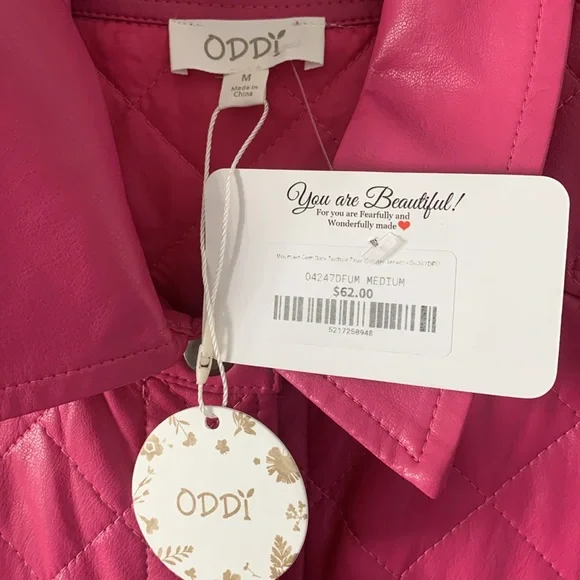 ODDI
M
Made in
China
You are Beautiful!
For you are Fearfully and
Wonderfully made
04247DFUM MEDIUM
$62.00
5217250948
ODDI